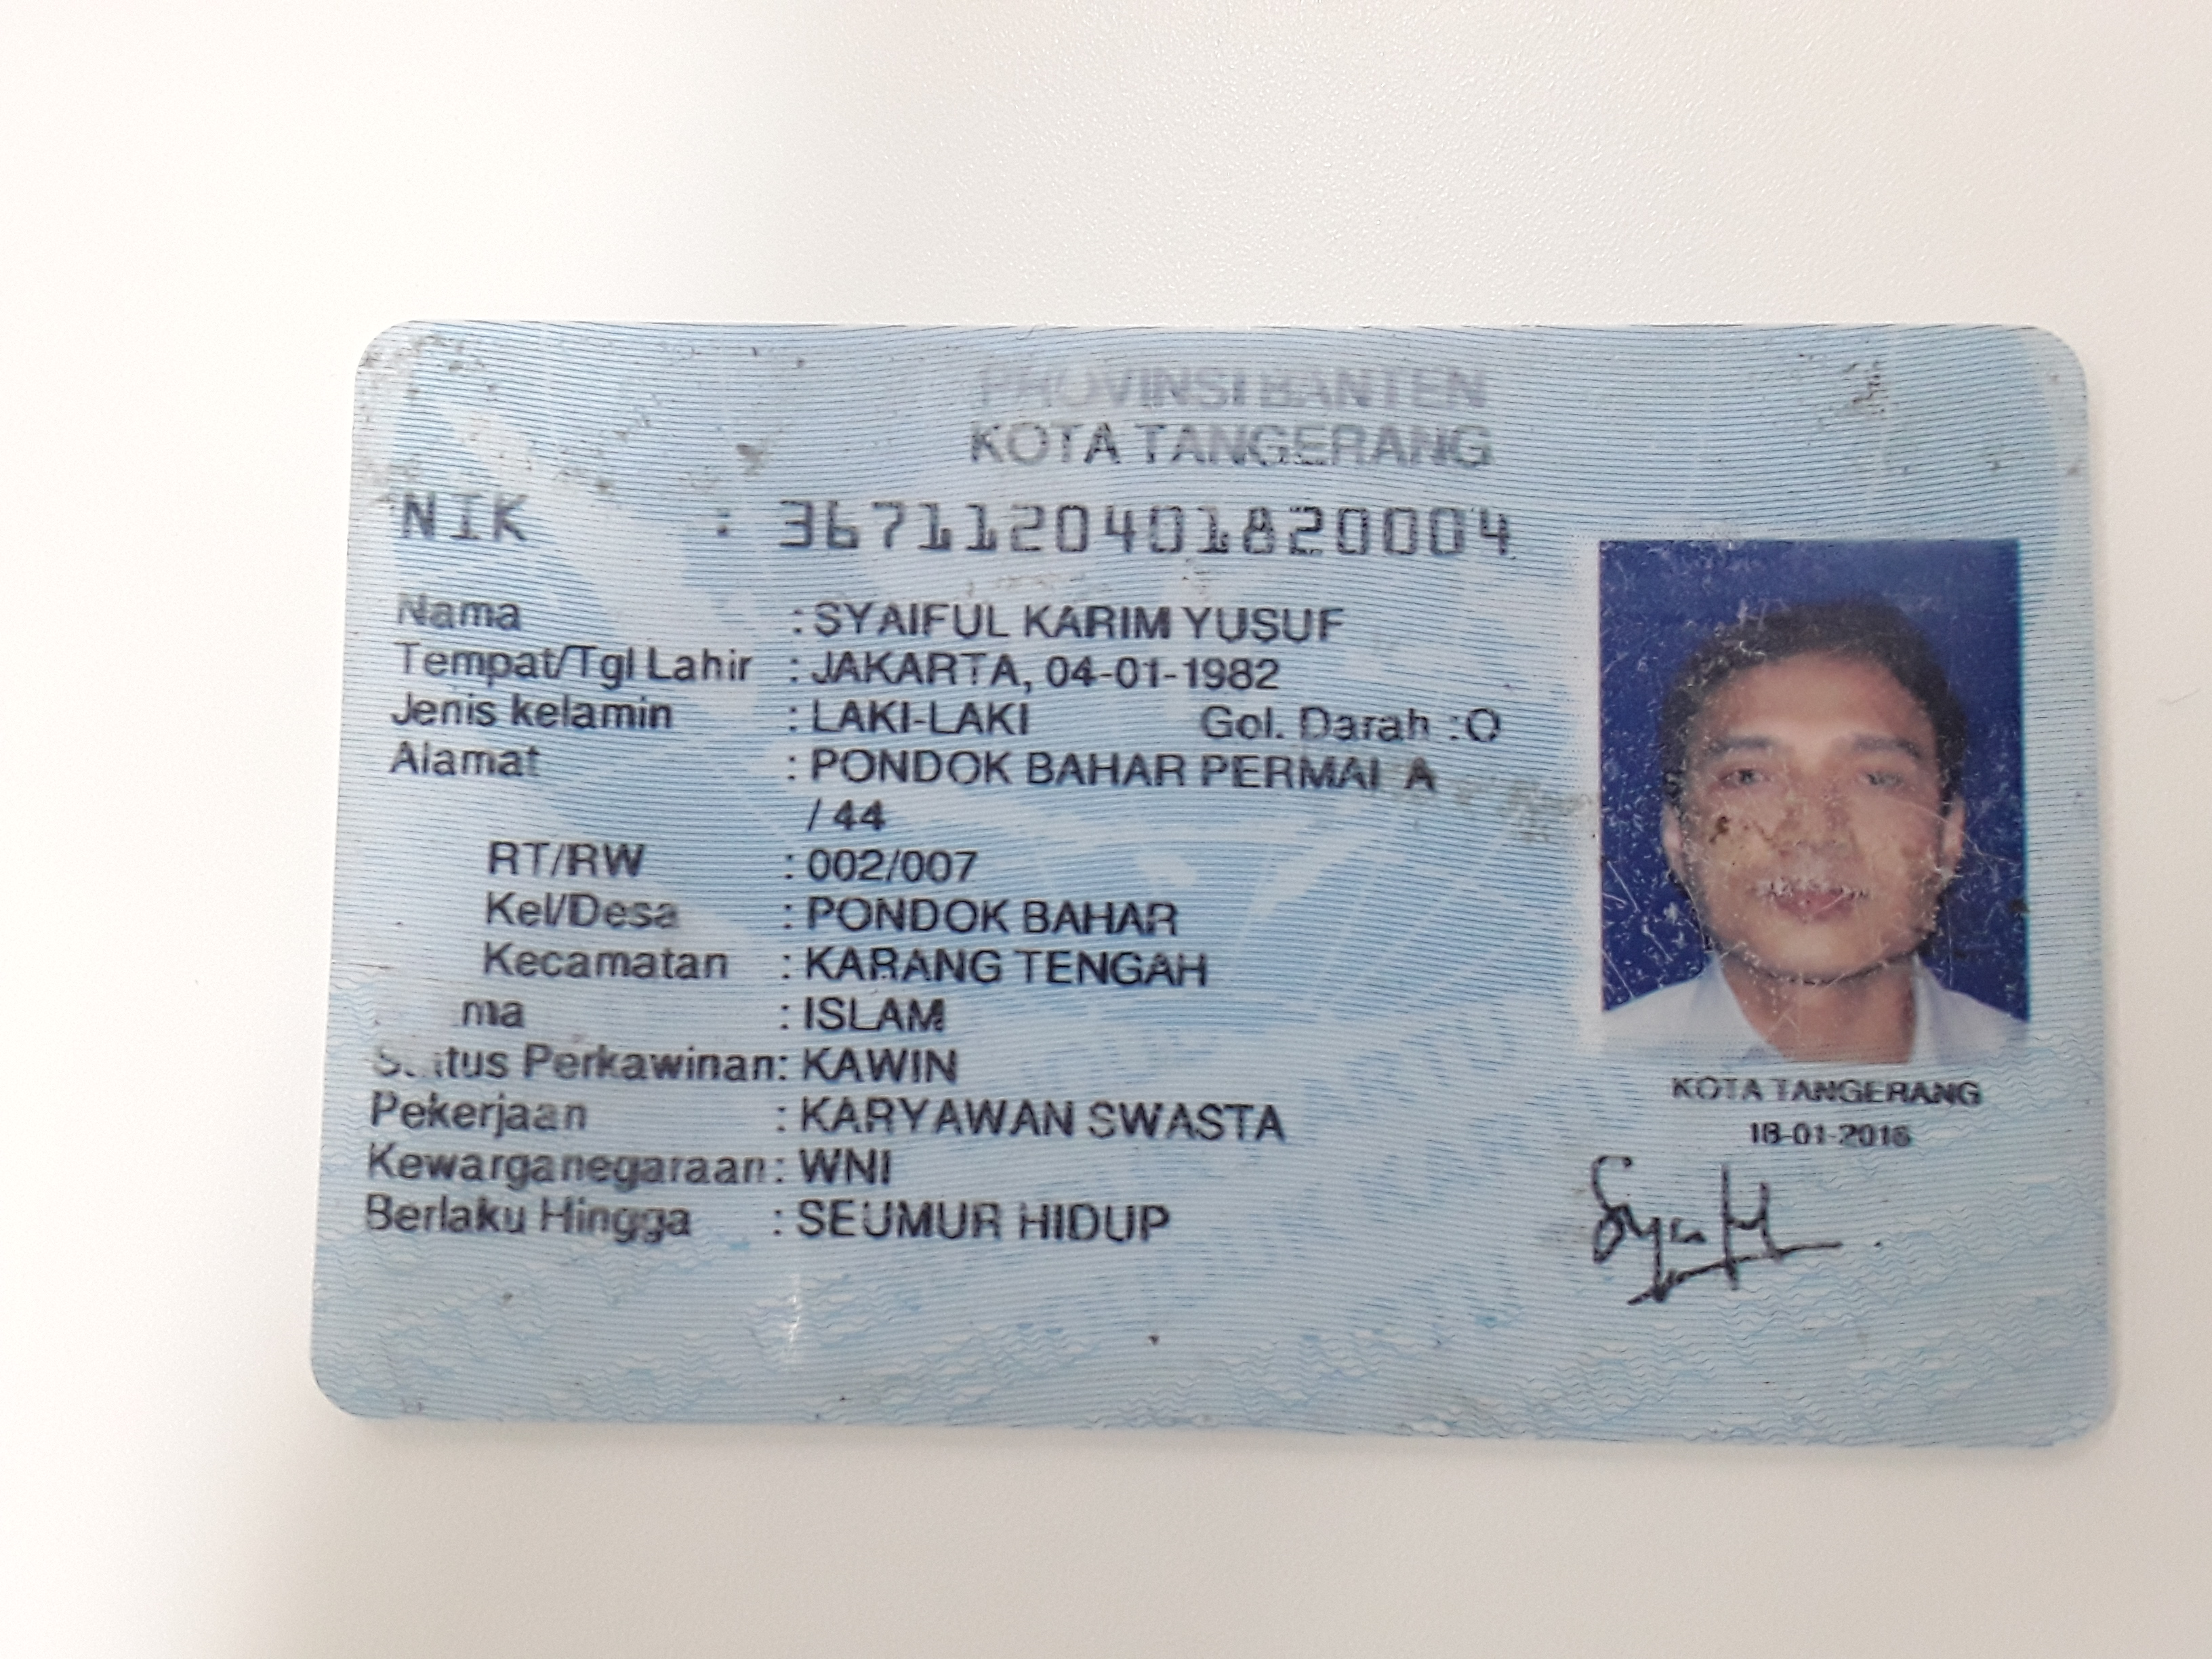 PROVINSI BANTEN
KOTA TANGERANG
NIK : 3671120401820004
Nama : SYAIFUL KARIM YUSUF
Tempat/Tgl Lahir : JAKARTA, 04-01-1982
Jenis kelamin : LAKI-LAKI Gol. Darah : O
Alamat : PONDOK BAHAR PERMAI A
/ 44
RT/RW : 002/007
Kel/Desa : PONDOK BAHAR
Kecamatan : KARANG TENGAH
ma : ISLAM
Status Perkawinan : KAWIN
Pekerjaan : KARYAWAN SWASTA
Kewarganegaraan : WNI
Berlaku Hingga : SEUMUR HIDUP
KOTA TANGERANG
18-01-2016